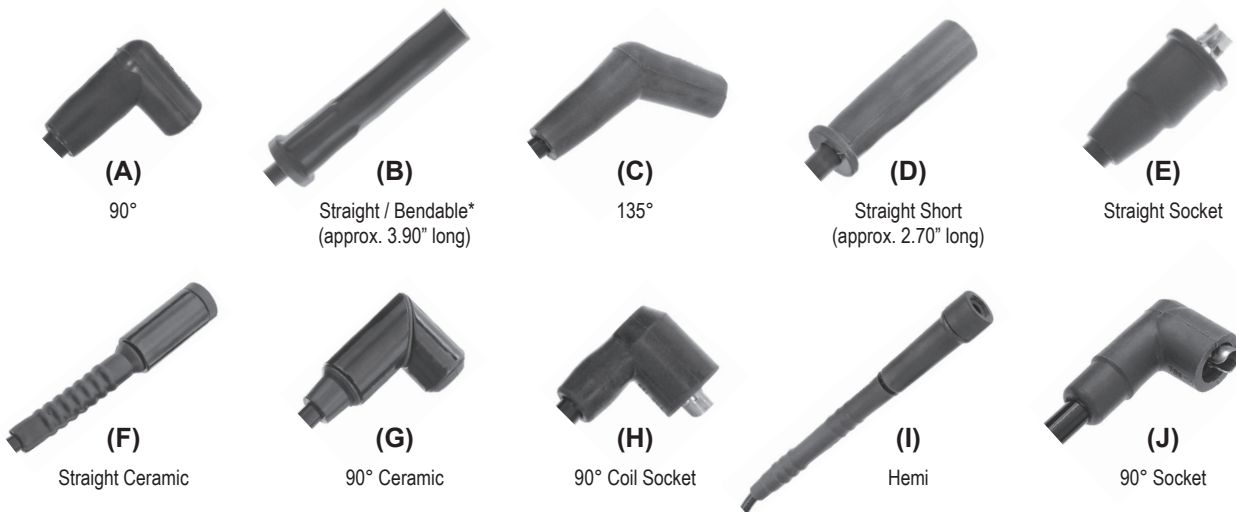 (A)
90°
(B)
Straight / Bendable*
(approx. 3.90” long)
(C)
135°
(D)
Straight Short
(approx. 2.70” long)
(E)
Straight Socket
(F)
Straight Ceramic
(G)
90° Ceramic
(H)
90° Coil Socket
(I)
Hemi
(J)
90° Socket